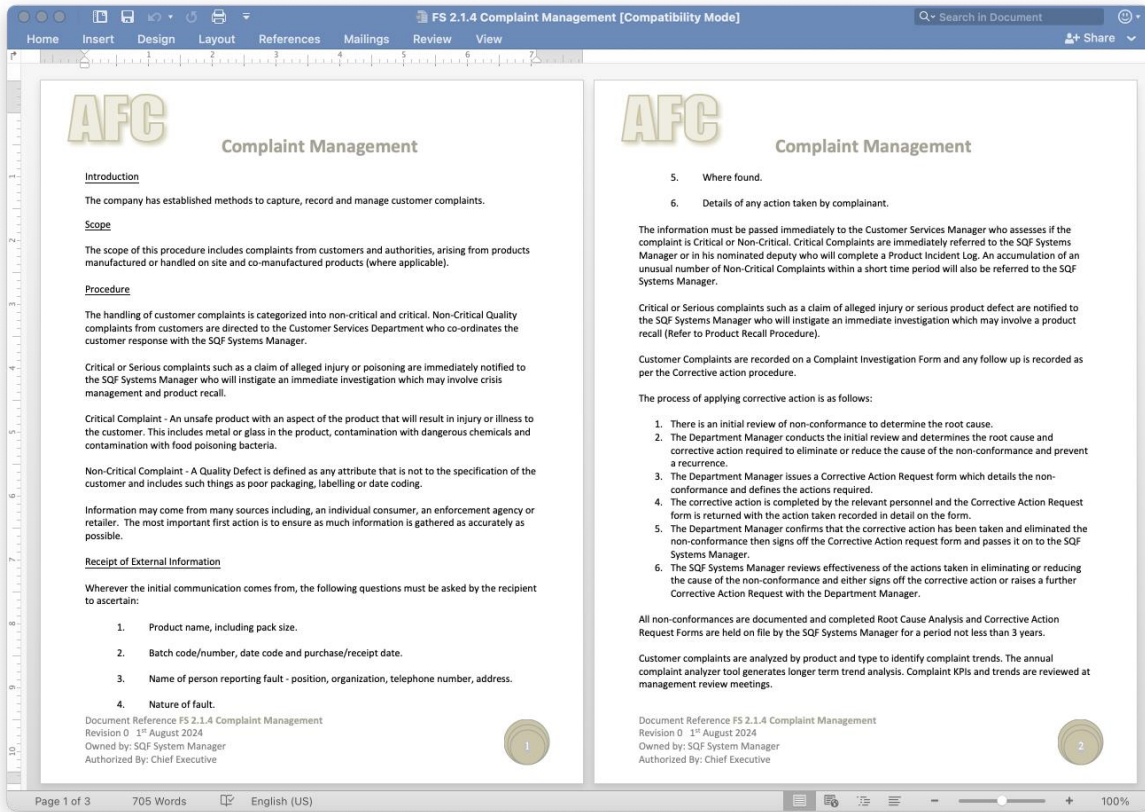 FS 2.1.4 Complaint Management [Compatibility Mode]
Search in Document
Home Insert Design Layout References Mailings Review View
Share
1 2 3 4 5 6 7
AFC
Complaint Management
Introduction
The company has established methods to capture, record and manage customer complaints.
Scope
The scope of this procedure includes complaints from customers and authorities, arising from products
manufactured or handled on site and co-manufactured products (where applicable).
Procedure
The handling of customer complaints is categorized into non-critical and critical. Non-Critical Quality
complaints from customers are directed to the Customer Services Department who co-ordinates the
customer response with the SQF Systems Manager.
Critical or Serious complaints such as a claim of alleged injury or poisoning are immediately notified to
the SQF Systems Manager who will instigate an immediate investigation which may involve crisis
management and product recall.
Critical Complaint - An unsafe product with an aspect of the product that will result in injury or illness to
the customer. This includes metal or glass in the product, contamination with dangerous chemicals and
contamination with food poisoning bacteria.
Non-Critical Complaint - A Quality Defect is defined as any attribute that is not to the specification of the
customer and includes such things as poor packaging, labelling or date coding.
Information may come from many sources including, an individual consumer, an enforcement agency or
retailer. The most important first action is to ensure as much information is gathered as accurately as
possible.
Receipt of External Information
Wherever the initial communication comes from, the following questions must be asked by the recipient
to ascertain:
1. Product name, including pack size.
2. Batch code/number, date code and purchase/receipt date.
3. Name of person reporting fault - position, organization, telephone number, address.
4. Nature of fault.
Document Reference FS 2.1.4 Complaint Management
Revision 0 1st August 2024
Owned by: SQF System Manager
Authorized By: Chief Executive
1
AFC
Complaint Management
5. Where found.
6. Details of any action taken by complainant.
The information must be passed immediately to the Customer Services Manager who assesses if the
complaint is Critical or Non-Critical. Critical Complaints are immediately referred to the SQF Systems
Manager or in his nominated deputy who will complete a Product Incident Log. An accumulation of an
unusual number of Non-Critical Complaints within a short time period will also be referred to the SQF
Systems Manager.
Critical or Serious complaints such as a claim of alleged injury or serious product defect are notified to
the SQF Systems Manager who will instigate an immediate investigation which may involve a product
recall (Refer to Product Recall Procedure).
Customer Complaints are recorded on a Complaint Investigation Form and any follow up is recorded as
per the Corrective action procedure.
The process of applying corrective action is as follows:
1. There is an initial review of non-conformance to determine the root cause.
2. The Department Manager conducts the initial review and determines the root cause and
corrective action required to eliminate or reduce the cause of the non-conformance and prevent
a recurrence.
3. The Department Manager issues a Corrective Action Request form which details the non-
conformance and defines the actions required.
4. The corrective action is completed by the relevant personnel and the Corrective Action Request
form is returned with the action taken recorded in detail on the form.
5. The Department Manager confirms that the corrective action has been taken and eliminated the
non-conformance then signs off the Corrective Action request form and passes it on to the SQF
Systems Manager.
6. The SQF Systems Manager reviews effectiveness of the actions taken in eliminating or reducing
the cause of the non-conformance and either signs off the corrective action or raises a further
Corrective Action Request with the Department Manager.
All non-conformances are documented and completed Root Cause Analysis and Corrective Action
Request Forms are held on file by the SQF Systems Manager for a period not less than 3 years.
Customer complaints are analyzed by product and type to identify complaint trends. The annual
complaint analyzer tool generates longer term trend analysis. Complaint KPIs and trends are reviewed at
management review meetings.
Document Reference FS 2.1.4 Complaint Management
Revision 0 1st August 2024
Owned by: SQF System Manager
Authorized By: Chief Executive
2
Page 1 of 3 705 Words English (US) 100%